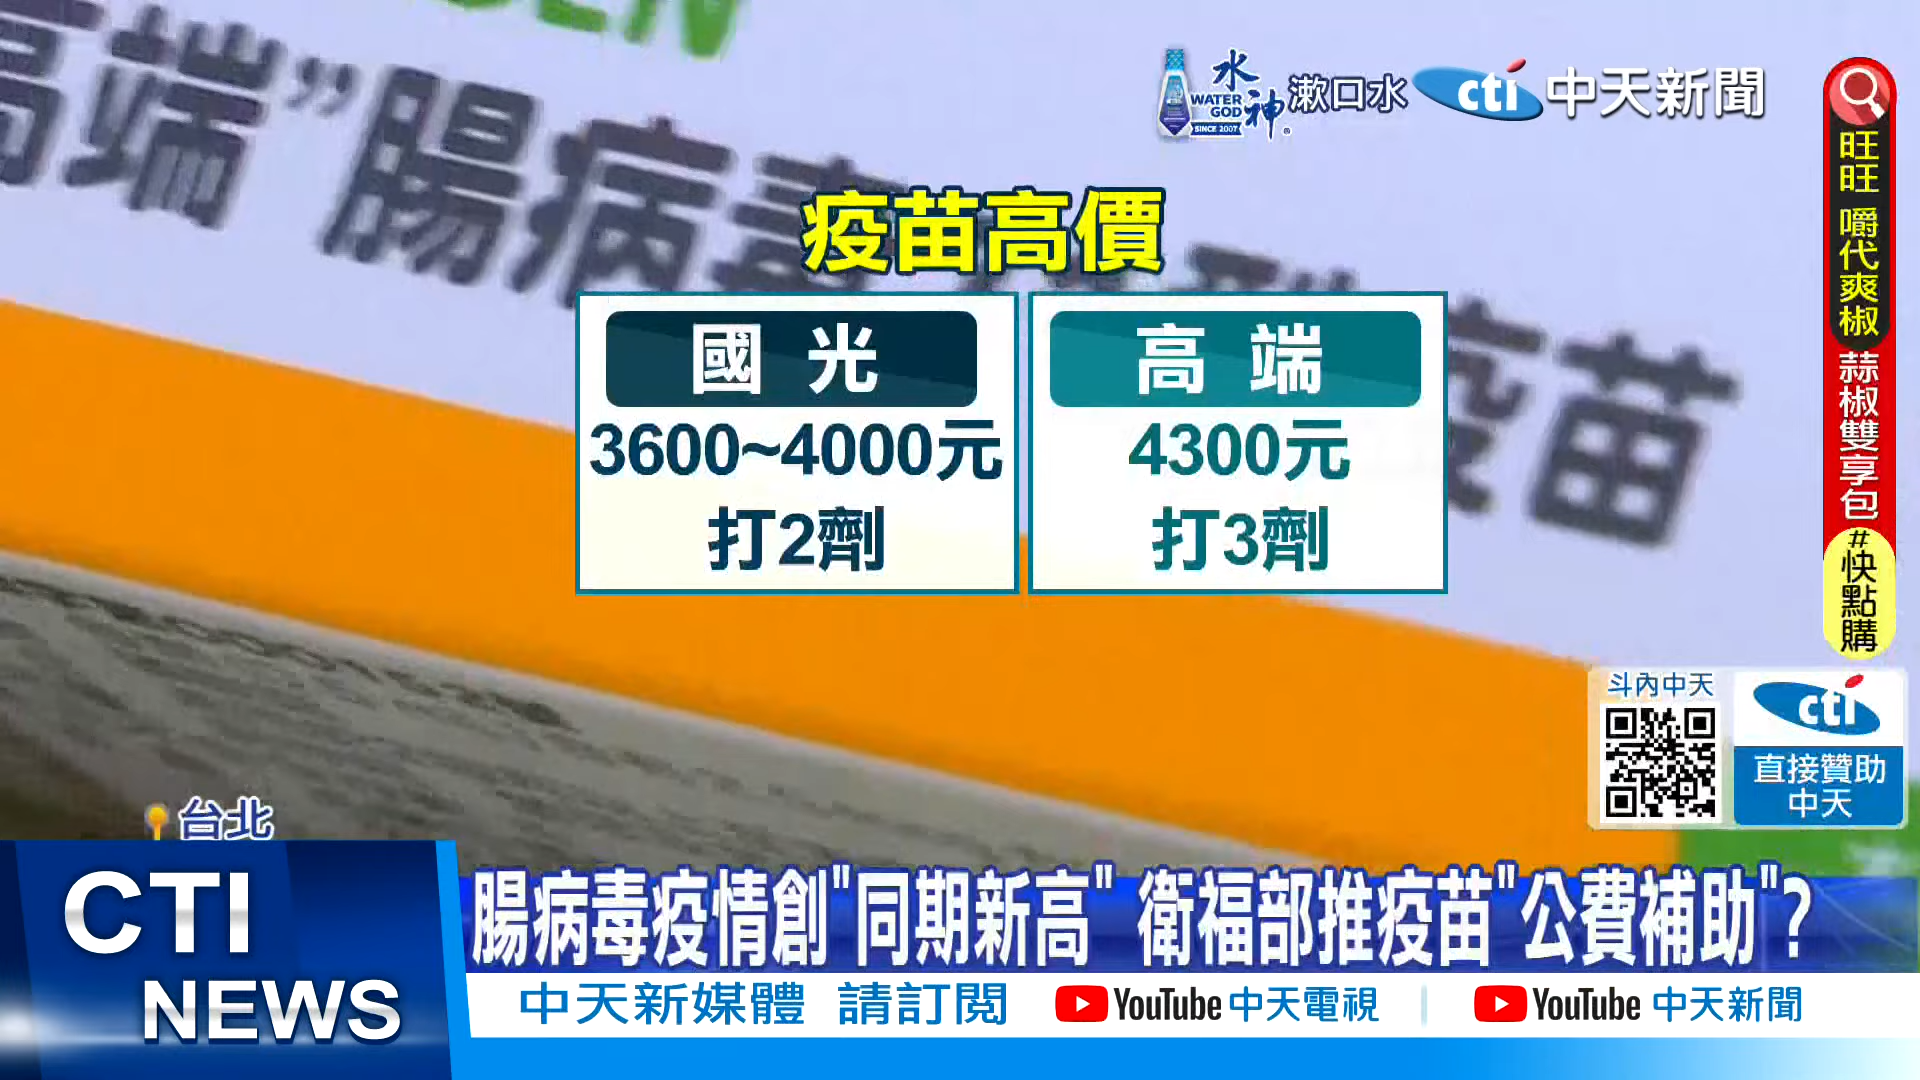 高端"腸病毒
疫苗
水神
WATER GOD
SINCE 2007
漱口水
cti 中天新聞
疫苗高價
國光
3600~4000元
打2劑
高端
4300元
打3劑
旺旺 嚼代爽椒 蒜椒雙享包 #快點購
斗內中天
cti
直接贊助
中天
台北
CTI
NEWS
腸病毒疫情創"同期新高" 衛福部推疫苗"公費補助"?
中天新媒體 請訂閱 YouTube 中天電視 | YouTube 中天新聞